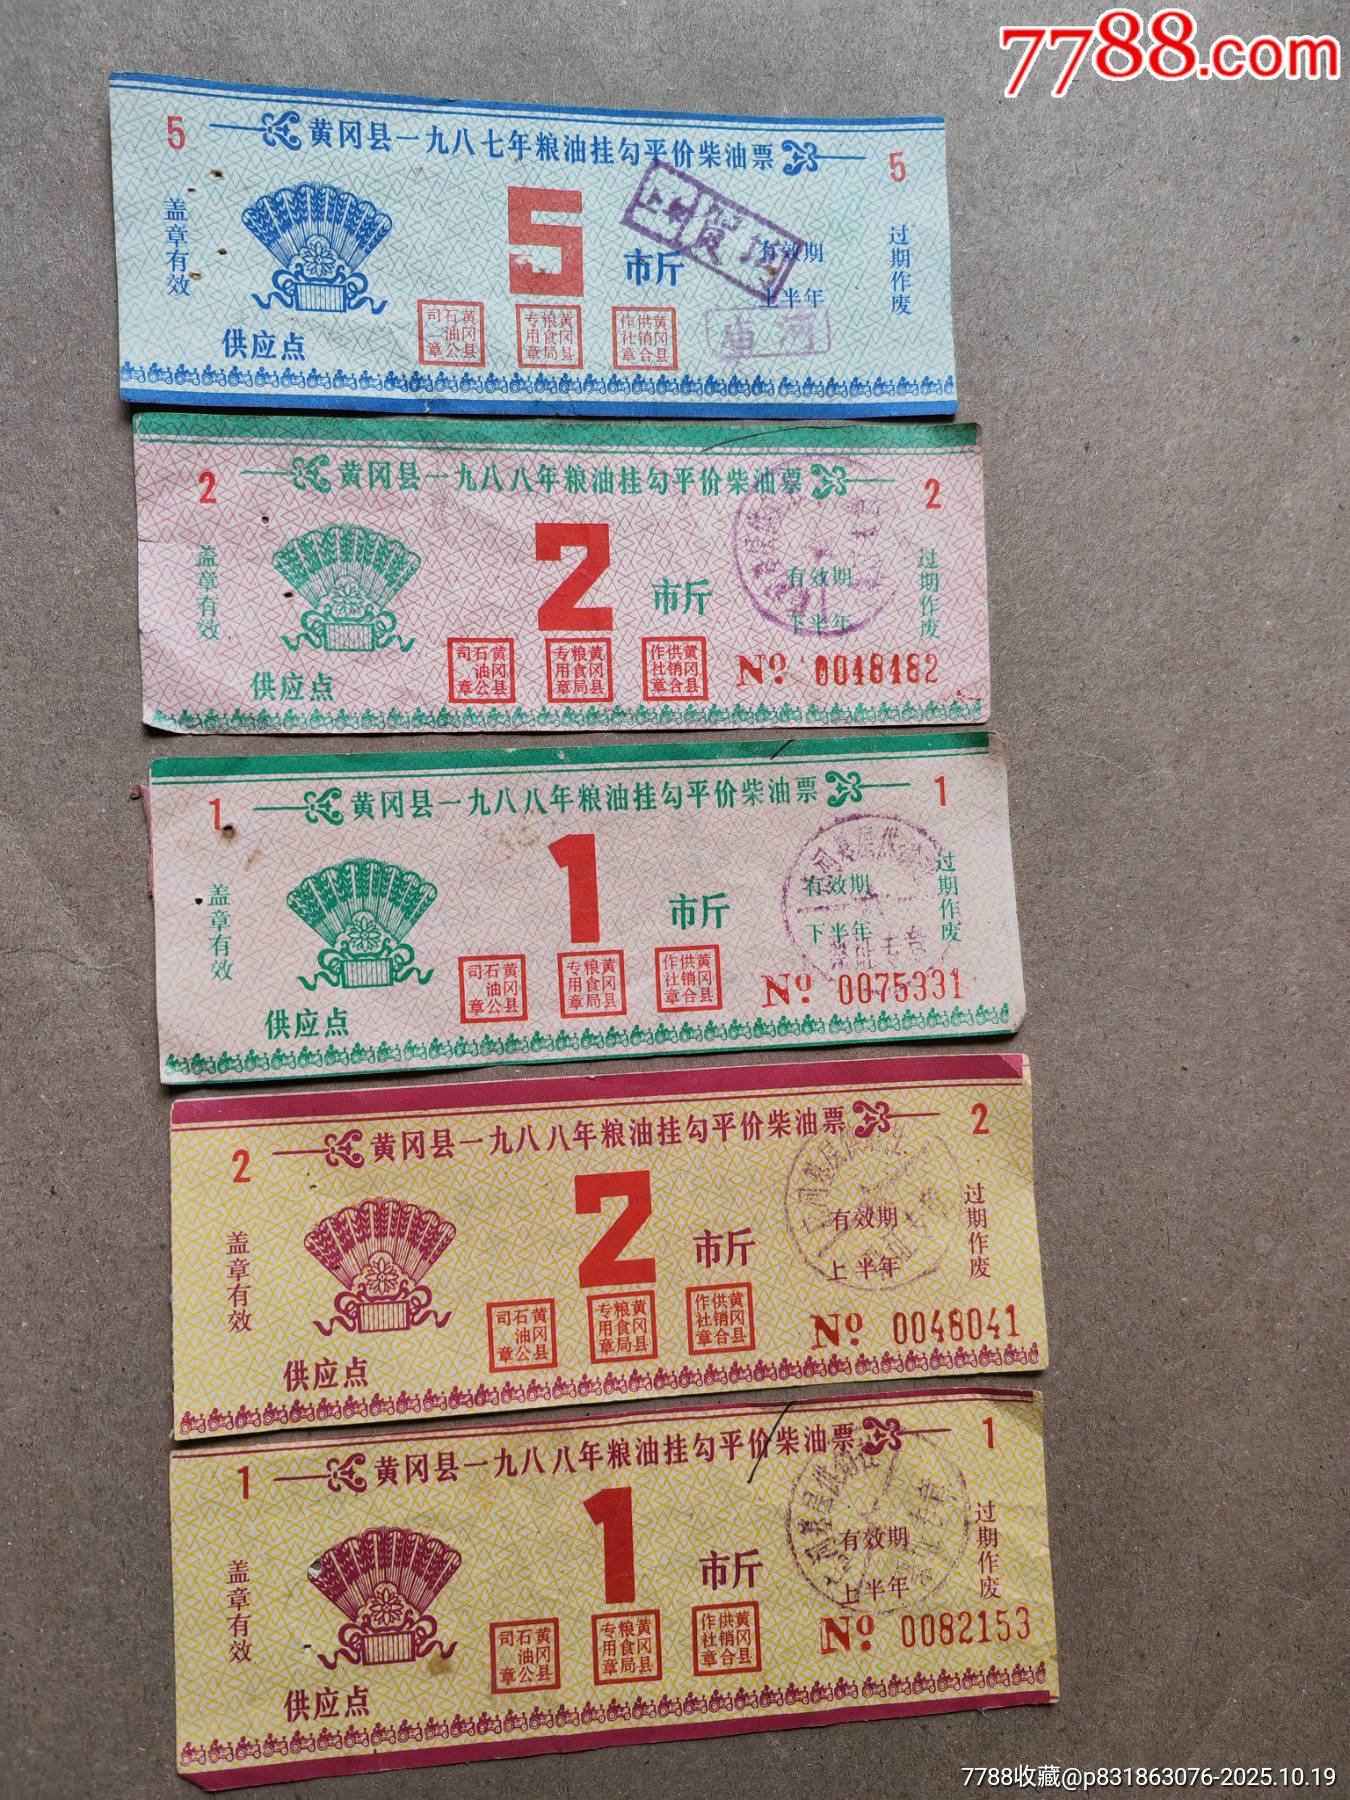 7788.com
5 黄冈县一九八七年粮油挂勾平价柴油票 5
盖章有效
5 市斤
有效期
上半年
过期作废
供应点
黄冈县石油公司章
黄冈县粮食局专用章
黄冈县供销合作社章
2 黄冈县一九八八年粮油挂勾平价柴油票 2
盖章有效
2 市斤
有效期
下半年
过期作废
供应点
黄冈县石油公司章
黄冈县粮食局专用章
黄冈县供销合作社章
No 0048482
1 黄冈县一九八八年粮油挂勾平价柴油票 1
盖章有效
1 市斤
有效期
下半年
过期作废
供应点
黄冈县石油公司章
黄冈县粮食局专用章
黄冈县供销合作社章
No 0075331
2 黄冈县一九八八年粮油挂勾平价柴油票 2
盖章有效
2 市斤
有效期
上半年
过期作废
供应点
黄冈县石油公司章
黄冈县粮食局专用章
黄冈县供销合作社章
No 0048041
1 黄冈县一九八八年粮油挂勾平价柴油票 1
盖章有效
1 市斤
有效期
上半年
过期作废
供应点
黄冈县石油公司章
黄冈县粮食局专用章
黄冈县供销合作社章
No 0082153
7788收藏@p831863076-2025.10.19